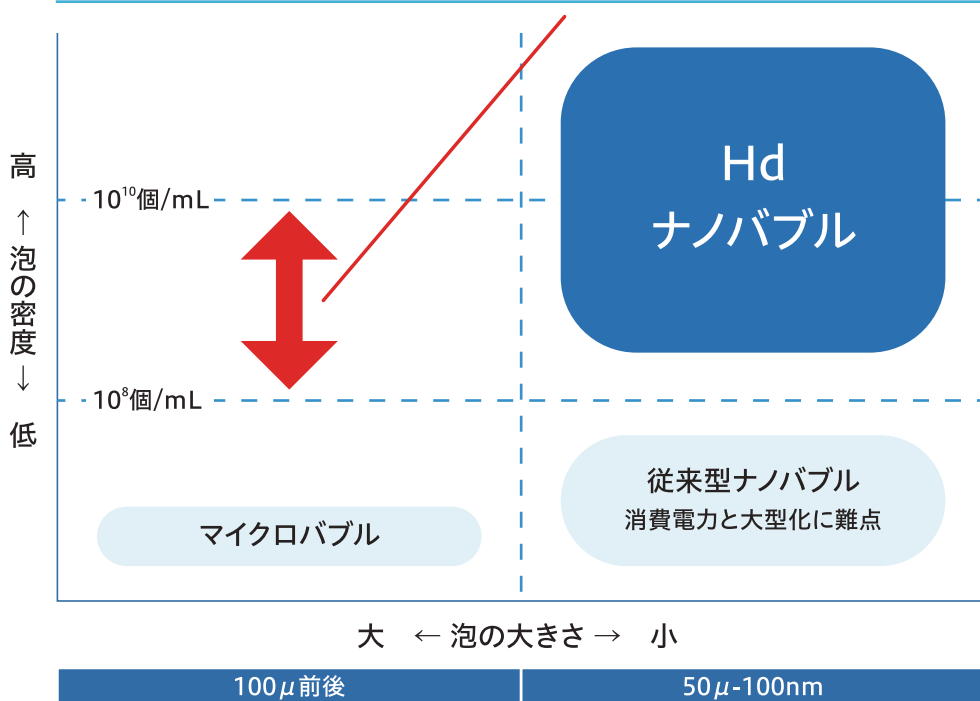 Hd
ナノバブル
高
↑
泡の密度
↓
低
10¹⁰個/mL
10⁸個/mL
従来型ナノバブル
消費電力と大型化に難点
マイクロバブル
大 ← 泡の大きさ → 小
100μ前後
50μ-100nm